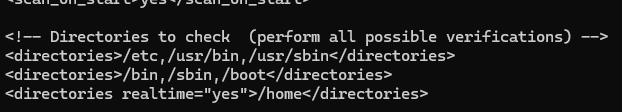 <scan_on_start>yes</scan_on_start>
<!-- Directories to check  (perform all possible verifications) -->
<directories>/etc,/usr/bin,/usr/sbin</directories>
<directories>/bin,/sbin,/boot</directories>
<directories realtime="yes">/home</directories>